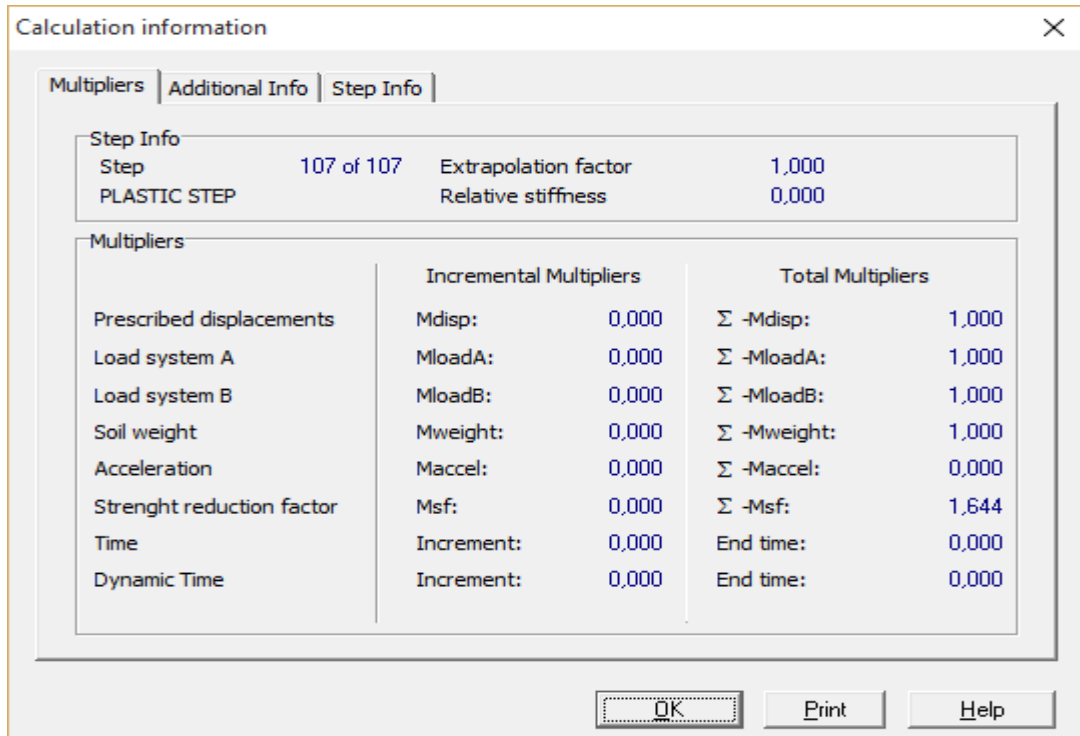 Calculation information
Multipliers Additional Info Step Info
Step Info
Step 107 of 107 Extrapolation factor 1,000
PLASTIC STEP Relative stiffness 0,000
Multipliers
Incremental Multipliers Total Multipliers
Prescribed displacements Mdisp: 0,000 Σ -Mdisp: 1,000
Load system A MloadA: 0,000 Σ -MloadA: 1,000
Load system B MloadB: 0,000 Σ -MloadB: 1,000
Soil weight Mweight: 0,000 Σ -Mweight: 1,000
Acceleration Maccel: 0,000 Σ -Maccel: 0,000
Strenght reduction factor Msf: 0,000 Σ -Msf: 1,644
Time Increment: 0,000 End time: 0,000
Dynamic Time Increment: 0,000 End time: 0,000
OK Print Help